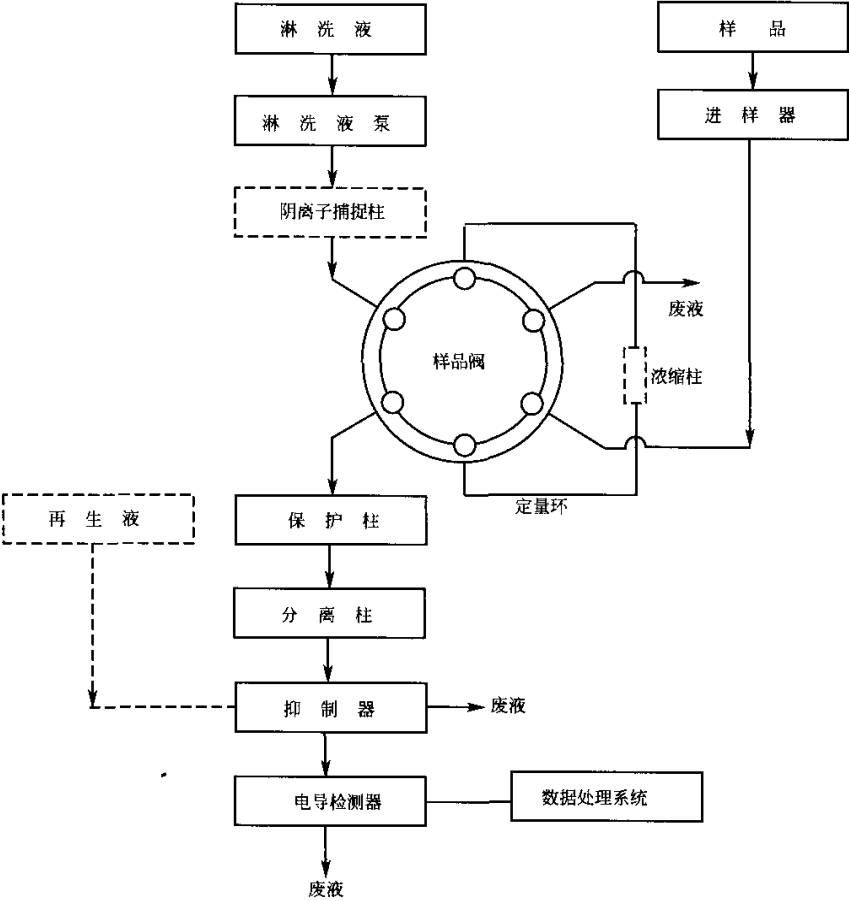 淋洗液
样品
淋洗液泵
进样器
阴离子捕捉柱
废液
样品阀
浓缩柱
定量环
再生液
保护柱
分离柱
抑制器
废液
电导检测器
数据处理系统
废液